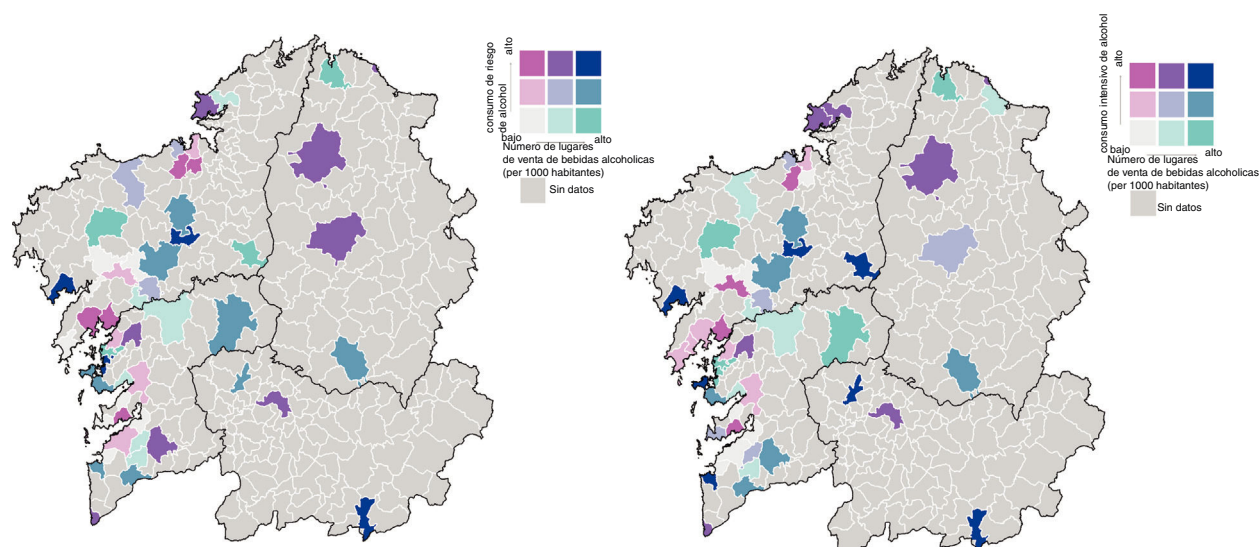 consumo de riesgo
de alcohol
alto
bajo
alto
Número de lugares
de venta de bebidas alcoholicas
(per 1000 habitantes)
Sin datos
consumo intensivo de alcohol
alto
bajo
alto
Número de lugares
de venta de bebidas alcoholicas
(per 1000 habitantes)
Sin datos